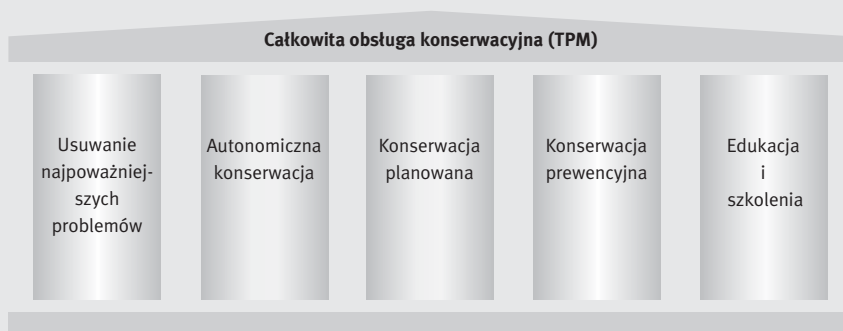 Całkowita obsługa konserwacyjna (TPM)
Usuwanie
najpoważniej-
szych
problemów
Autonomiczna
konserwacja
Konserwacja
planowana
Konserwacja
prewencyjna
Edukacja
i
szkolenia